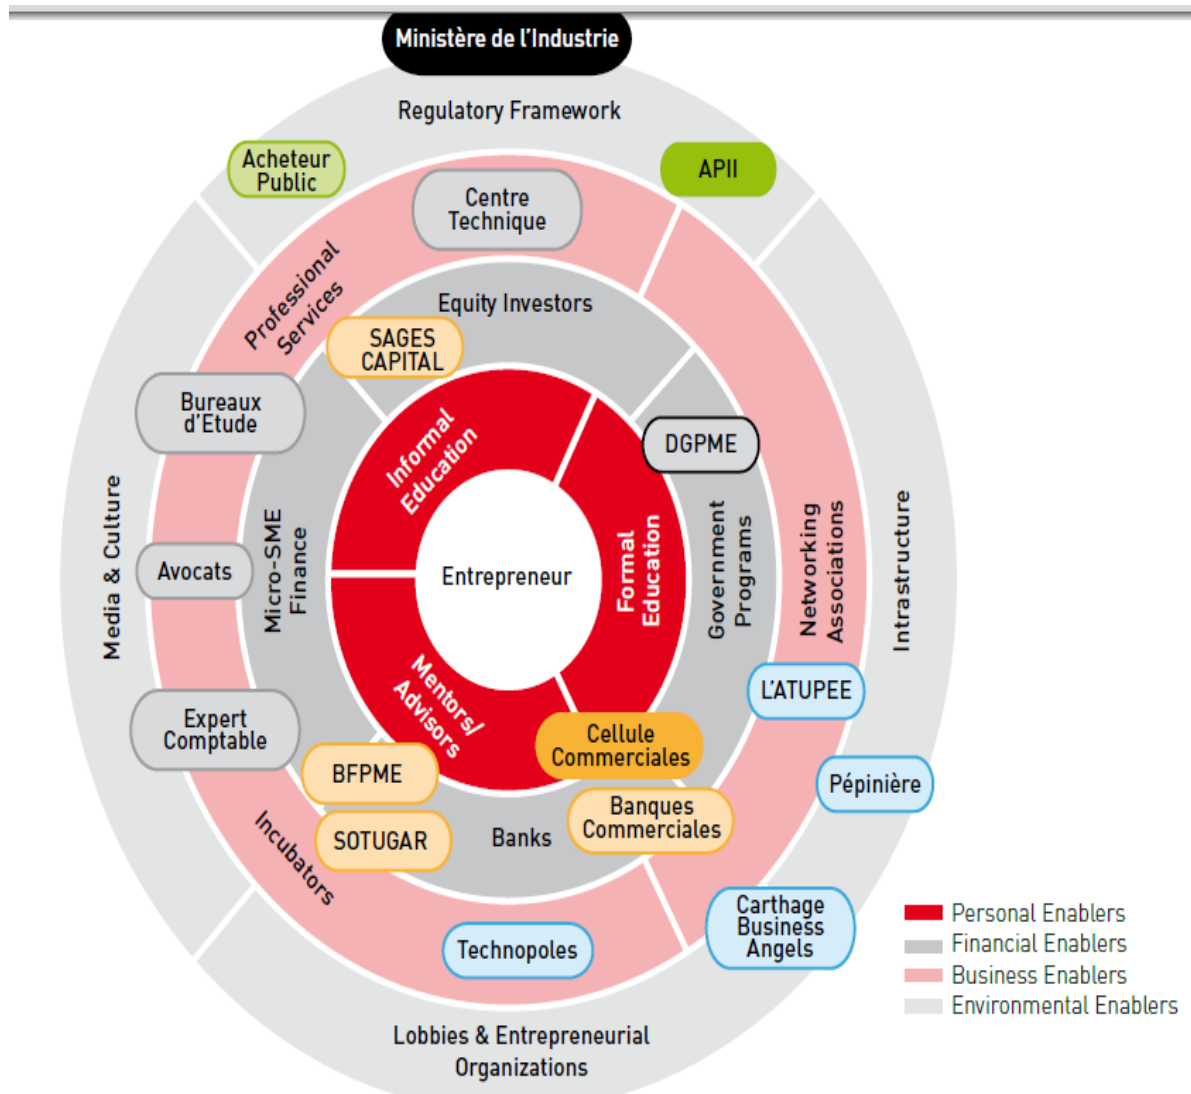 Ministère de l'Industrie
Regulatory Framework
Acheteur
Public
APII
Centre
Technique
Professional
Services
Equity Investors
SAGES
CAPITAL
Bureaux
d'Etude
Informal
Education
DGPME
Media & Culture
Avocats
Micro-SME
Finance
Entrepreneur
Formal
Education
Government
Programs
Networking
Associations
Intrastructure
Mentors/
Advisors
L'ATUPEE
Expert
Comptable
Cellule
Commerciales
BFPME
Pépinière
Banques
Commerciales
SOTUGAR
Banks
Incubators
Carthage
Business
Angels
Technopoles
Lobbies & Entrepreneurial
Organizations
Personal Enablers
Financial Enablers
Business Enablers
Environmental Enablers